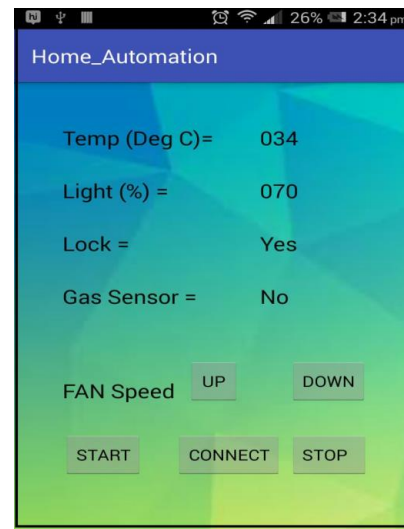 hi 26% 2:34 pm
Home_Automation
Temp (Deg C)= 034
Light (%) = 070
Lock = Yes
Gas Sensor = No
FAN Speed UP DOWN
START CONNECT STOP